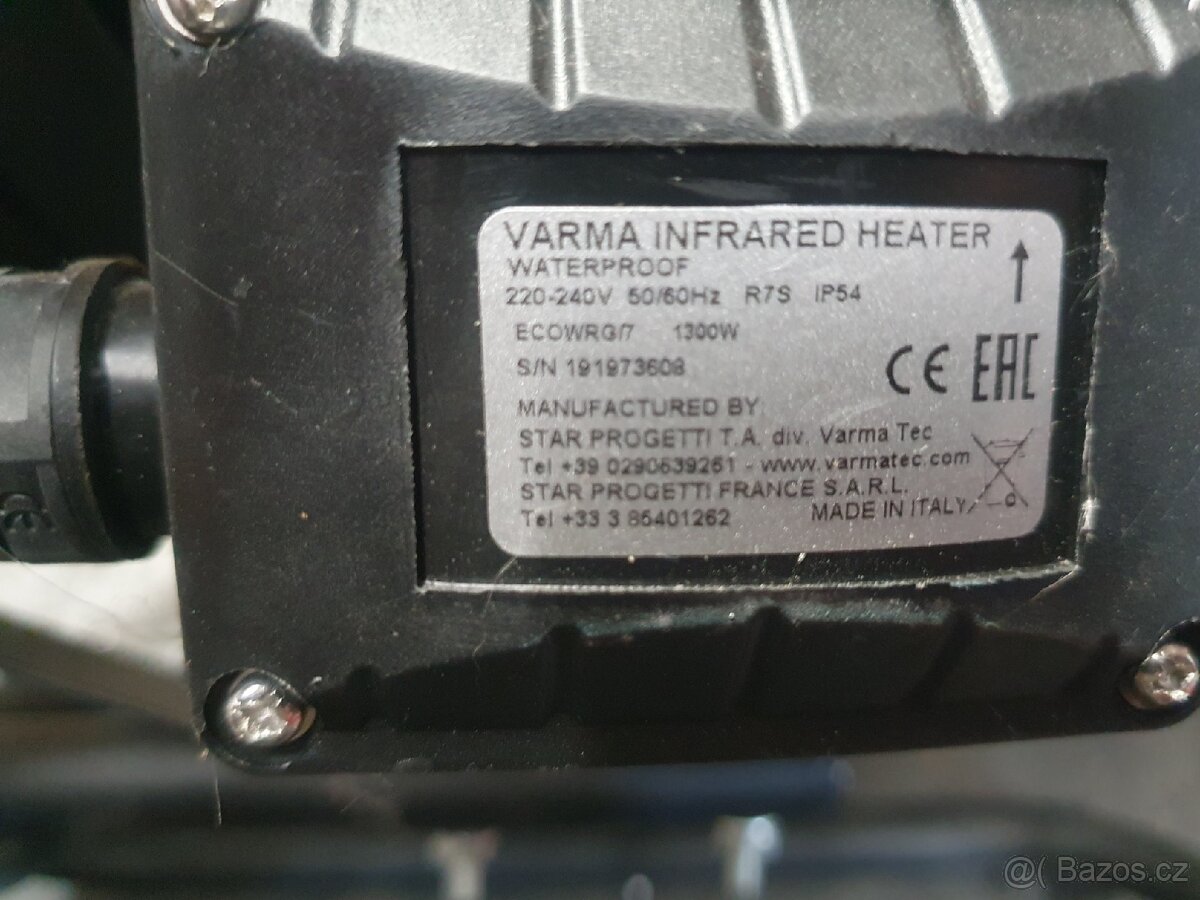 VARMA INFRARED HEATER
WATERPROOF
220-240V 50/60Hz R7S IP54
ECOWRG/7 1300W
S/N 191973608
CE EAC
MANUFACTURED BY:
STAR PROGETTI T.A. div. Varma Tec
Tel +39 0290639261 - www.varmatec.com
STAR PROGETTI FRANCE S.A.R.L.
Tel +33 3 85401262 MADE IN ITALY
@( Bazos.cz